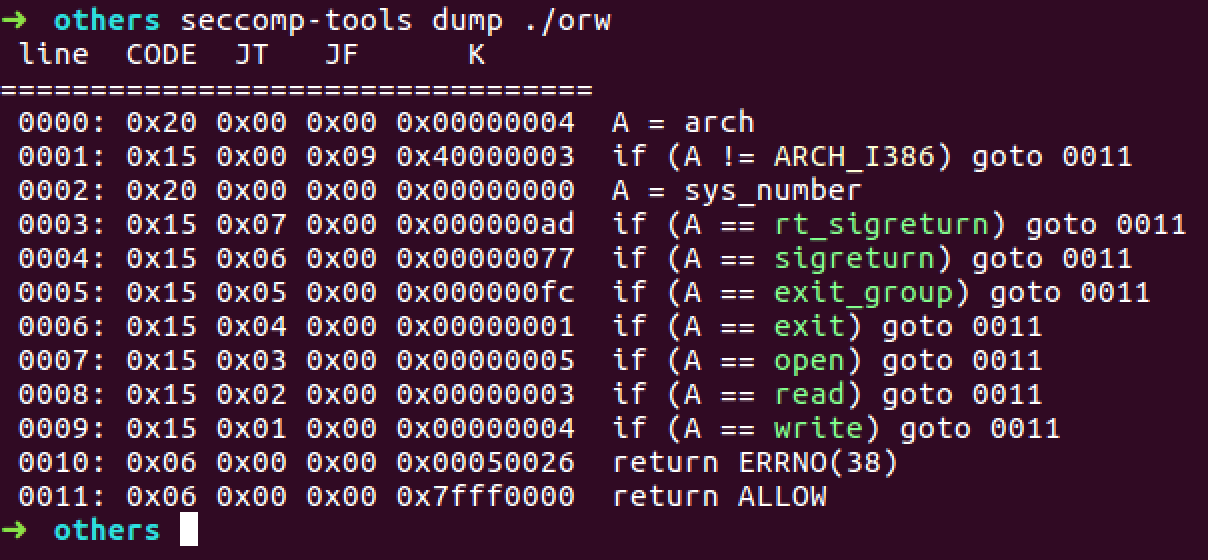 ➜  others seccomp-tools dump ./orw
 line  CODE  JT   JF      K
=================================
 0000: 0x20 0x00 0x00 0x00000004  A = arch
 0001: 0x15 0x00 0x09 0x40000003  if (A != ARCH_I386) goto 0011
 0002: 0x20 0x00 0x00 0x00000000  A = sys_number
 0003: 0x15 0x07 0x00 0x000000ad  if (A == rt_sigreturn) goto 0011
 0004: 0x15 0x06 0x00 0x00000077  if (A == sigreturn) goto 0011
 0005: 0x15 0x05 0x00 0x000000fc  if (A == exit_group) goto 0011
 0006: 0x15 0x04 0x00 0x00000001  if (A == exit) goto 0011
 0007: 0x15 0x03 0x00 0x00000005  if (A == open) goto 0011
 0008: 0x15 0x02 0x00 0x00000003  if (A == read) goto 0011
 0009: 0x15 0x01 0x00 0x00000004  if (A == write) goto 0011
 0010: 0x06 0x00 0x00 0x00050026  return ERRNO(38)
 0011: 0x06 0x00 0x00 0x7fff0000  return ALLOW
➜  others